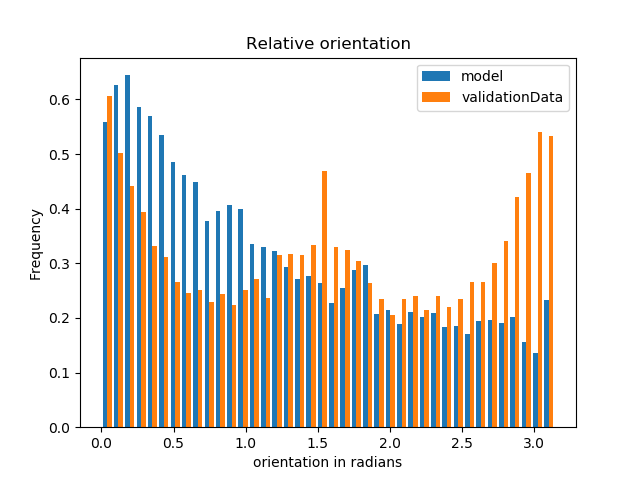 Relative orientation
model
validationData
Frequency
0.6
0.5
0.4
0.3
0.2
0.1
0.0
0.0 0.5 1.0 1.5 2.0 2.5 3.0
orientation in radians